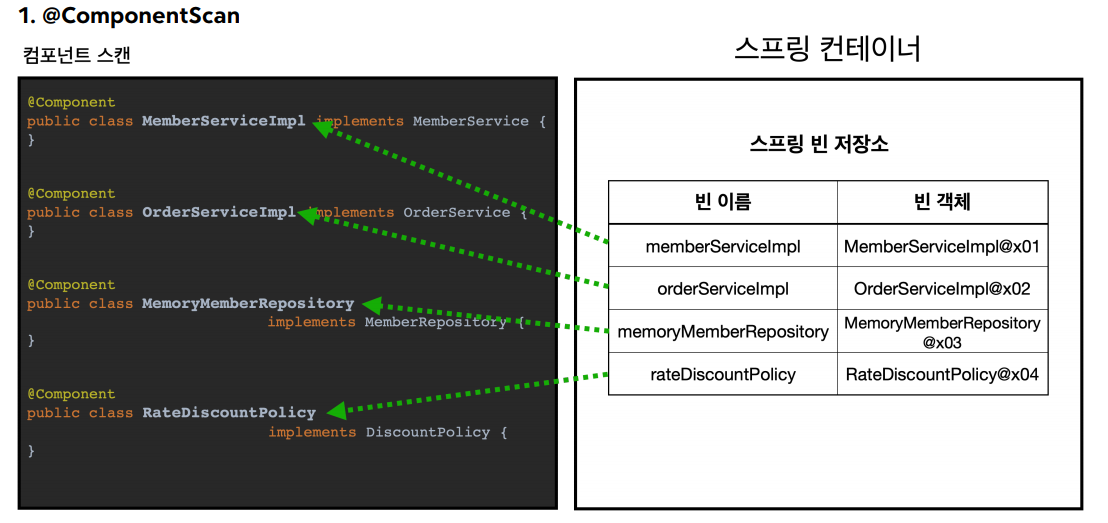 1. @ComponentScan
컴포넌트 스캔
@Component
public class MemberServiceImpl implements MemberService {
}
@Component
public class OrderServiceImpl implements OrderService {
}
@Component
public class MemoryMemberRepository
implements MemberRepository {
}
@Component
public class RateDiscountPolicy
implements DiscountPolicy {
}
스프링 컨테이너
스프링 빈 저장소
빈 이름 빈 객체
memberServiceImpl MemberServiceImpl@x01
orderServiceImpl OrderServiceImpl@x02
memoryMemberRepository MemoryMemberRepository
@x03
rateDiscountPolicy RateDiscountPolicy@x04